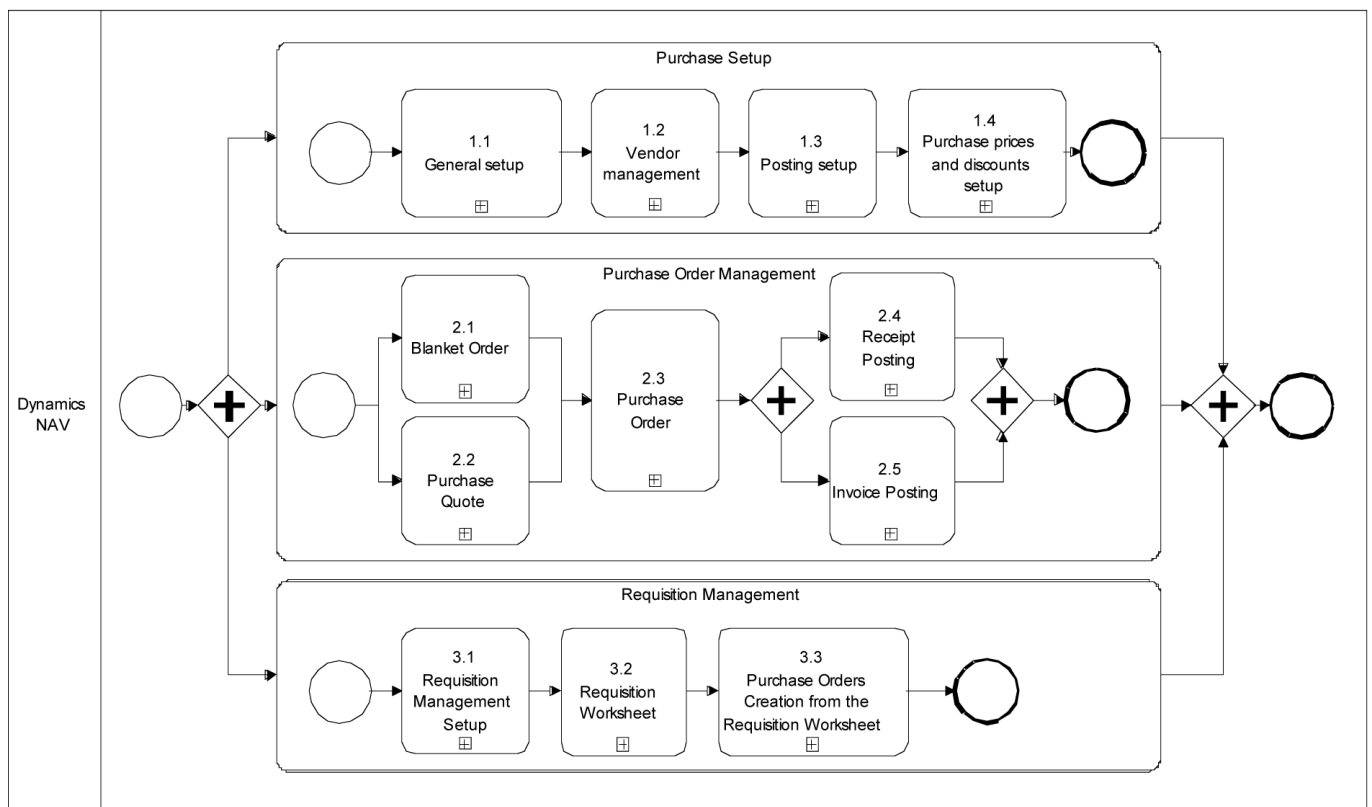 Dynamics
NAV
Purchase Setup
1.1
General setup
1.2
Vendor
management
1.3
Posting setup
1.4
Purchase prices
and discounts
setup
Purchase Order Management
2.1
Blanket Order
2.2
Purchase
Quote
2.3
Purchase
Order
2.4
Receipt
Posting
2.5
Invoice Posting
Requisition Management
3.1
Requisition
Management
Setup
3.2
Requisition
Worksheet
3.3
Purchase Orders
Creation from the
Requisition Worksheet